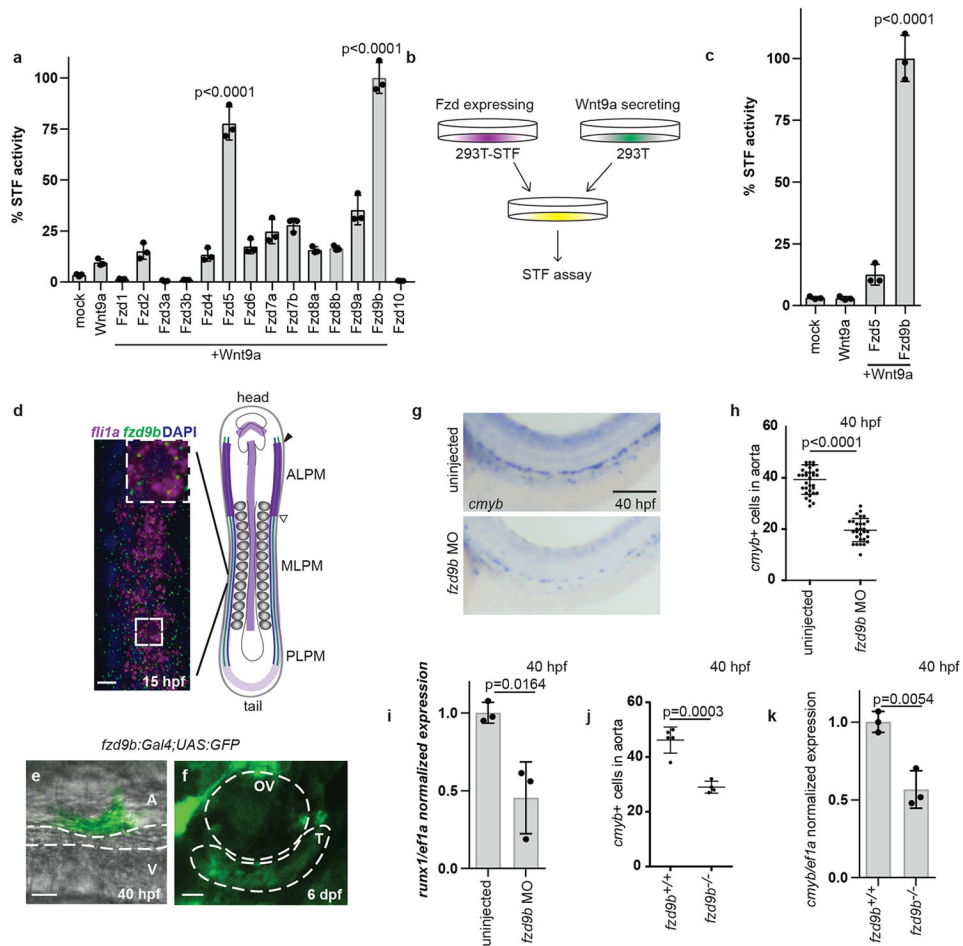 a
% STF activity
100
75
50
25
0
p<0.0001
p<0.0001
mock
Wnt9a
Fzd1
Fzd2
Fzd3a
Fzd3b
Fzd4
Fzd5
Fzd6
Fzd7a
Fzd7b
Fzd8a
Fzd8b
Fzd9a
Fzd9b
Fzd10
+Wnt9a
b
Fzd expressing
Wnt9a secreting
293T-STF
293T
STF assay
c
% STF activity
100
75
50
25
0
p<0.0001
mock
Wnt9a
Fzd5
Fzd9b
+Wnt9a
d
fli1a fzd9b DAPI
15 hpf
head
ALPM
MLPM
PLPM
tail
g
uninjected
cmyb
40 hpf
fzd9b MO
h
40 hpf
p<0.0001
cmyb+ cells in aorta
60
40
20
0
uninjected
fzd9b MO
fzd9b:Gal4;UAS:GFP
e
A
V
40 hpf
f
OV
T
6 dpf
i
40 hpf
p=0.0164
runx1/ef1a normalized expression
1.0
0.5
0.0
uninjected
fzd9b MO
j
40 hpf
p=0.0003
cmyb+ cells in aorta
60
40
20
0
fzd9b+/+
fzd9b-/-
k
40 hpf
p=0.0054
cmyb/ef1a normalized expression
1.0
0.5
0.0
fzd9b+/+
fzd9b-/-